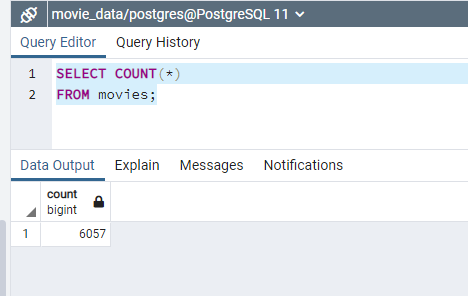 movie_data/postgres@PostgreSQL 11
Query Editor Query History
1 SELECT COUNT(*)
2 FROM movies;
Data Output Explain Messages Notifications
count
bigint
1 6057